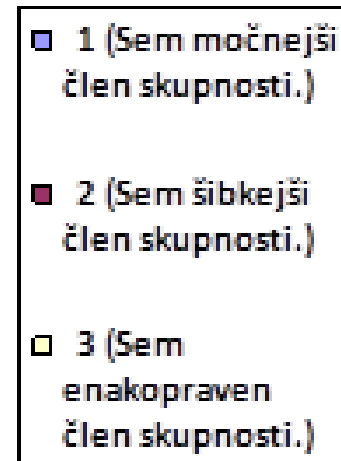 1 (Sem močnejši
član skupnosti.)
2 (Sem šibkejši
član skupnosti.)
3 (Sem
enakopraven
član skupnosti.)